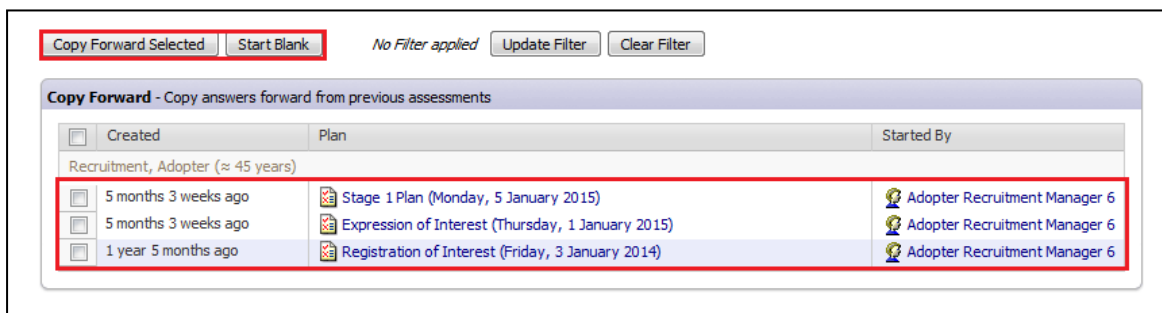 Copy Forward Selected Start Blank No Filter applied Update Filter Clear Filter
Copy Forward - Copy answers forward from previous assessments
Created Plan Started By
Recruitment, Adopter (≈ 45 years)
5 months 3 weeks ago Stage 1 Plan (Monday, 5 January 2015) Adopter Recruitment Manager 6
5 months 3 weeks ago Expression of Interest (Thursday, 1 January 2015) Adopter Recruitment Manager 6
1 year 5 months ago Registration of Interest (Friday, 3 January 2014) Adopter Recruitment Manager 6